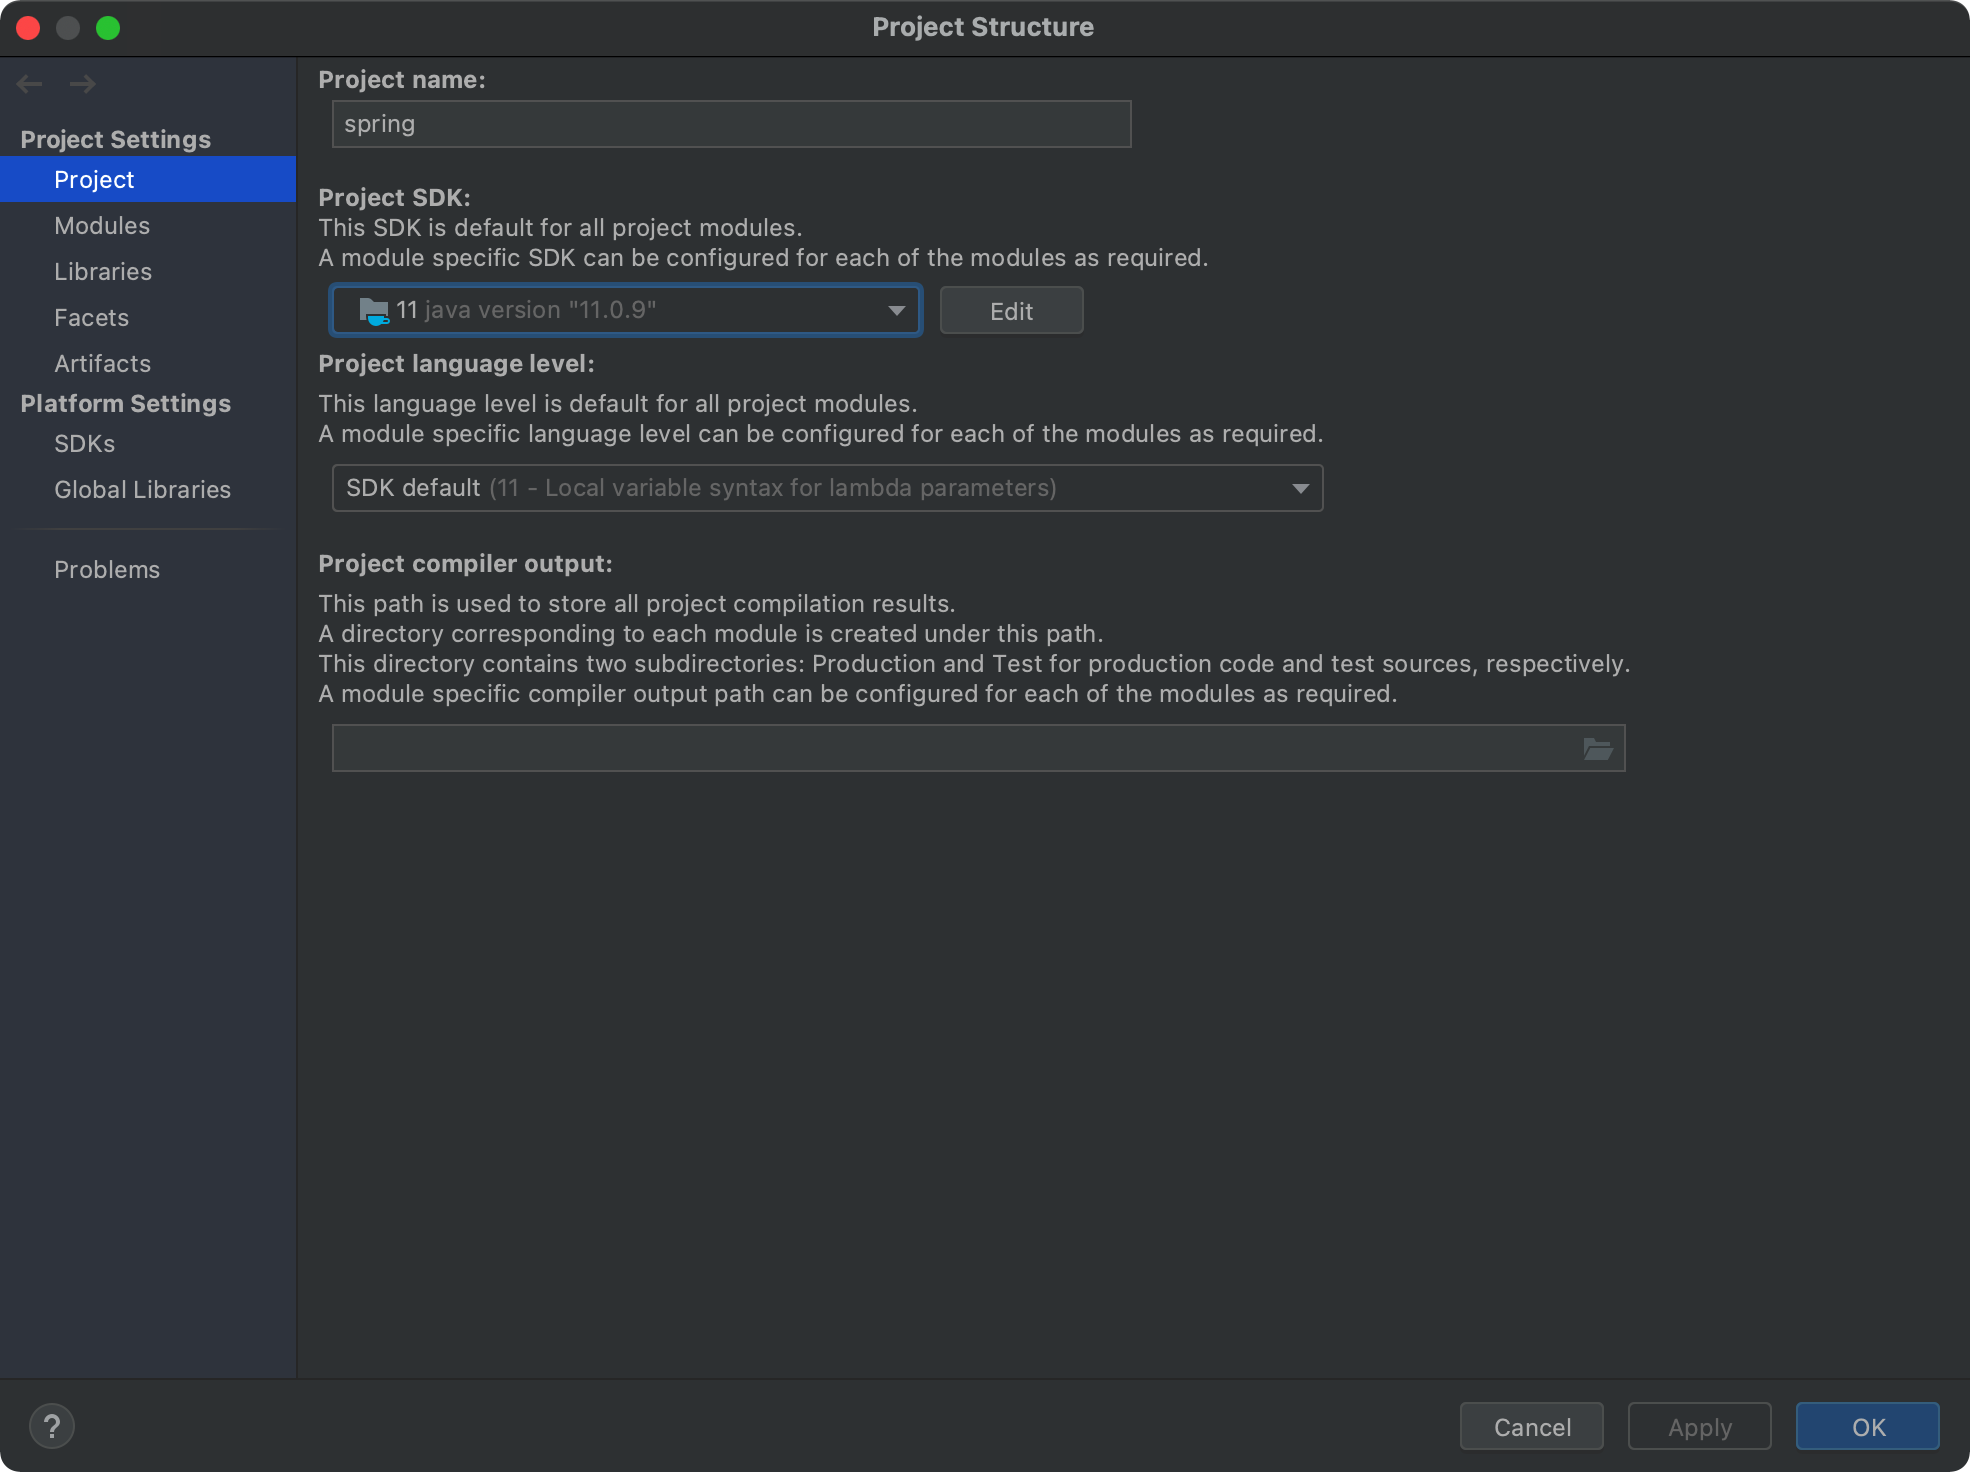 Project Structure
Project Settings
Project
Modules
Libraries
Facets
Artifacts
Platform Settings
SDKs
Global Libraries
Problems
Project name:
spring
Project SDK:
This SDK is default for all project modules.
A module specific SDK can be configured for each of the modules as required.
11 java version "11.0.9"
Edit
Project language level:
This language level is default for all project modules.
A module specific language level can be configured for each of the modules as required.
SDK default (11 - Local variable syntax for lambda parameters)
Project compiler output:
This path is used to store all project compilation results.
A directory corresponding to each module is created under this path.
This directory contains two subdirectories: Production and Test for production code and test sources, respectively.
A module specific compiler output path can be configured for each of the modules as required.
?
Cancel
Apply
OK